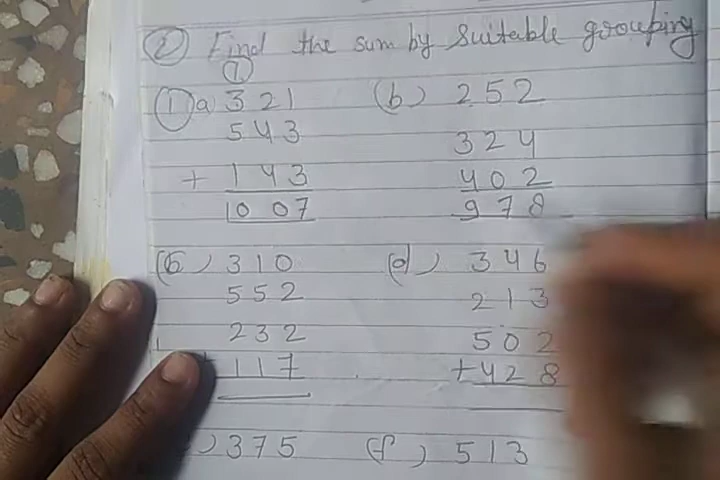 ② Find the sum by suitable grouping
①
① a 321 (b) 252
543 324
+ 143 402
1007 978
310 (d) 346
552 213
232 502
+ 117 +428
) 375 (f) 513